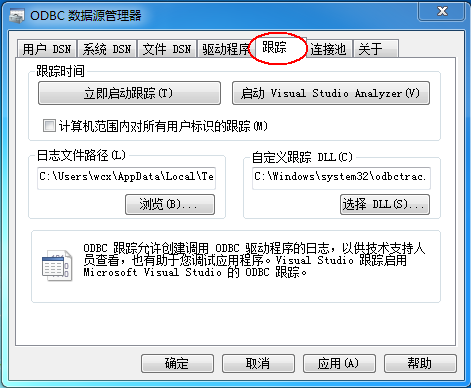 ODBC 数据源管理器
用户 DSN 系统 DSN 文件 DSN 驱动程序 跟踪 连接池 关于
跟踪时间
立即启动跟踪(T) 启动 Visual Studio Analyzer(V)
计算机范围内对所有用户标识的跟踪(M)
日志文件路径(L) 自定义跟踪 DLL(C)
C:\Users\wcx\AppData\Local\Te C:\Windows\system32\odbctrac.
浏览(B)... 选择 DLL(S)...
ODBC 跟踪允许创建调用 ODBC 驱动程序的日志，以供技术支持人
员查看，也有助于您调试应用程序。Visual Studio 跟踪启用
Microsoft Visual Studio 的 ODBC 跟踪。
确定 取消 应用(A) 帮助